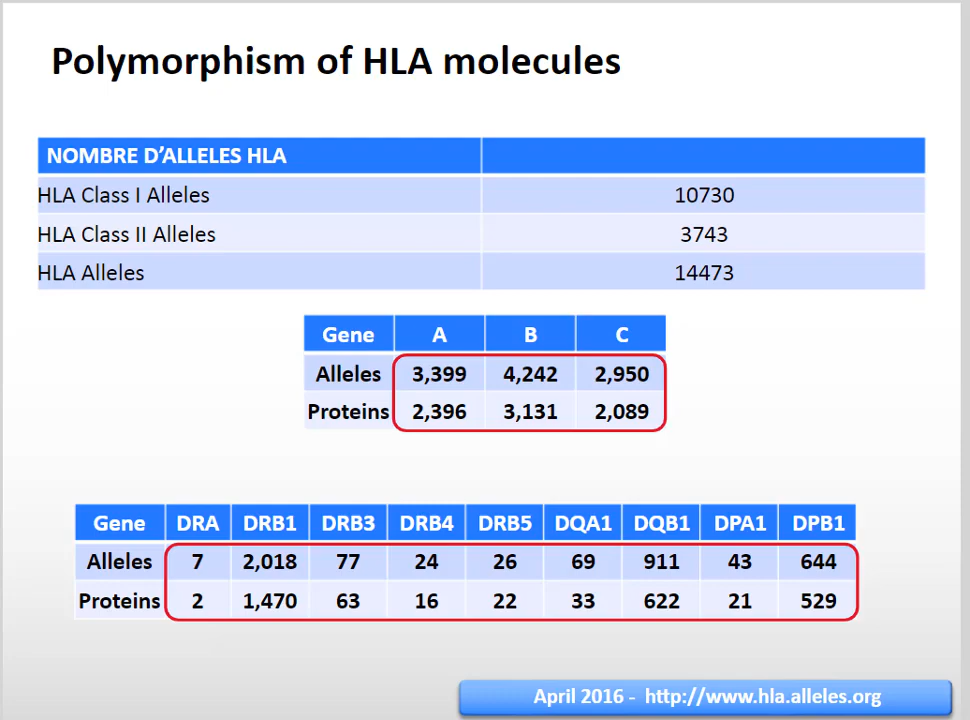 Polymorphism of HLA molecules
NOMBRE D’ALLELES HLA
HLA Class I Alleles 10730
HLA Class II Alleles 3743
HLA Alleles 14473
Gene A B C
Alleles 3,399 4,242 2,950
Proteins 2,396 3,131 2,089
Gene DRA DRB1 DRB3 DRB4 DRB5 DQA1 DQB1 DPA1 DPB1
Alleles 7 2,018 77 24 26 69 911 43 644
Proteins 2 1,470 63 16 22 33 622 21 529
April 2016 - http://www.hla.alleles.org